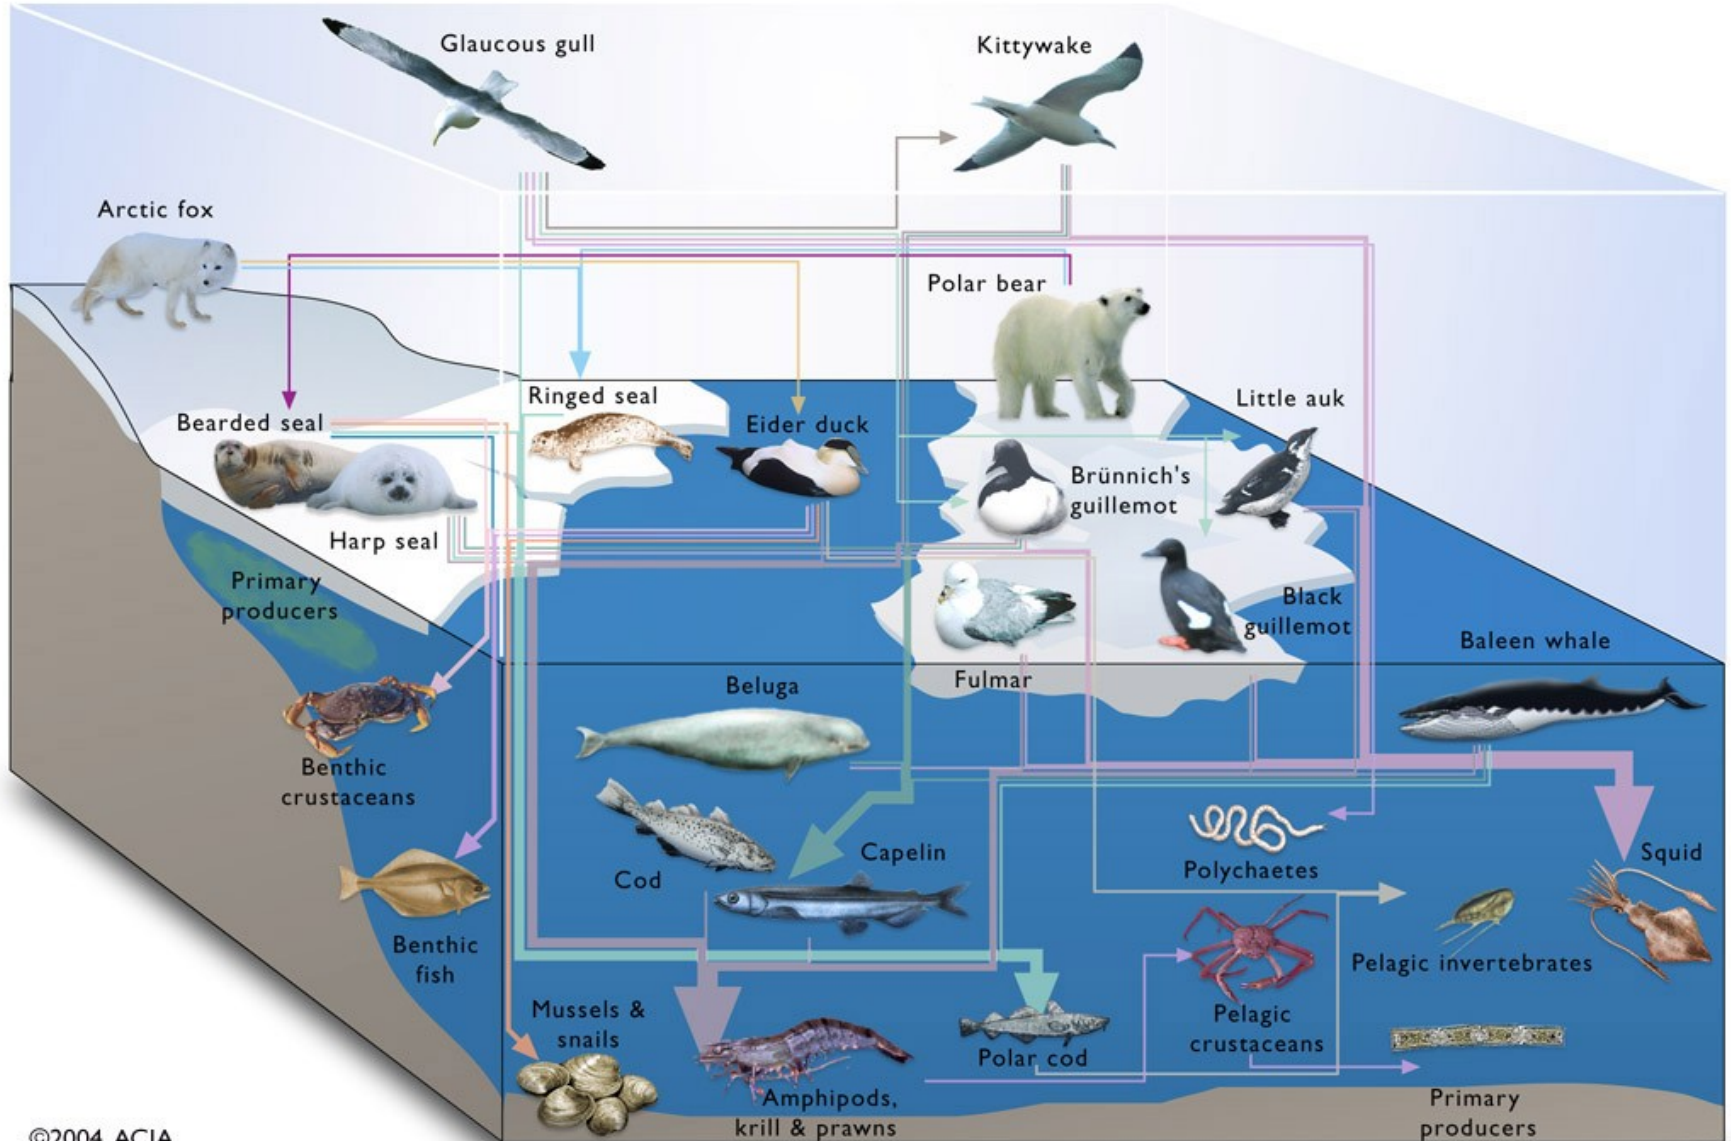 Glaucous gull
Kittywake
Arctic fox
Polar bear
Ringed seal
Little auk
Bearded seal
Eider duck
Brünnich's
guillemot
Harp seal
Primary
producers
Black
guillemot
Baleen whale
Fulmar
Beluga
Benthic
crustaceans
Capelin
Squid
Cod
Polychaetes
Benthic
fish
Pelagic invertebrates
Mussels &
snails
Pelagic
crustaceans
Polar cod
Amphipods,
krill & prawns
Primary
producers
©2004, ACIA